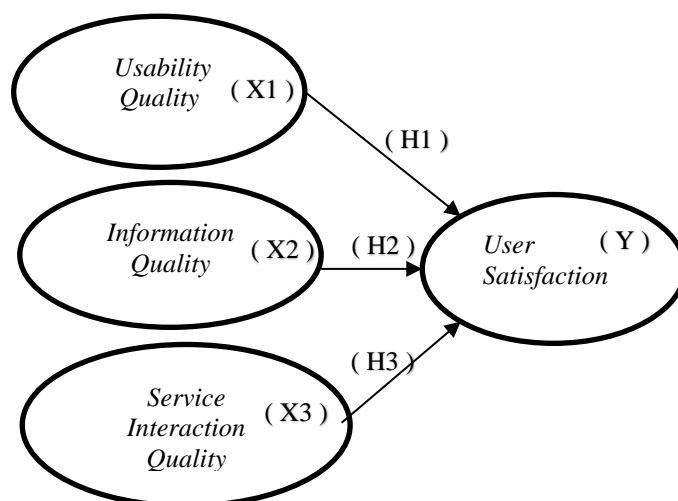 Usability
Quality
( X1 )
( H1 )
Information
Quality
( X2 )
( H2 )
User
Satisfaction
( Y )
( H3 )
Service
Interaction
Quality
( X3 )